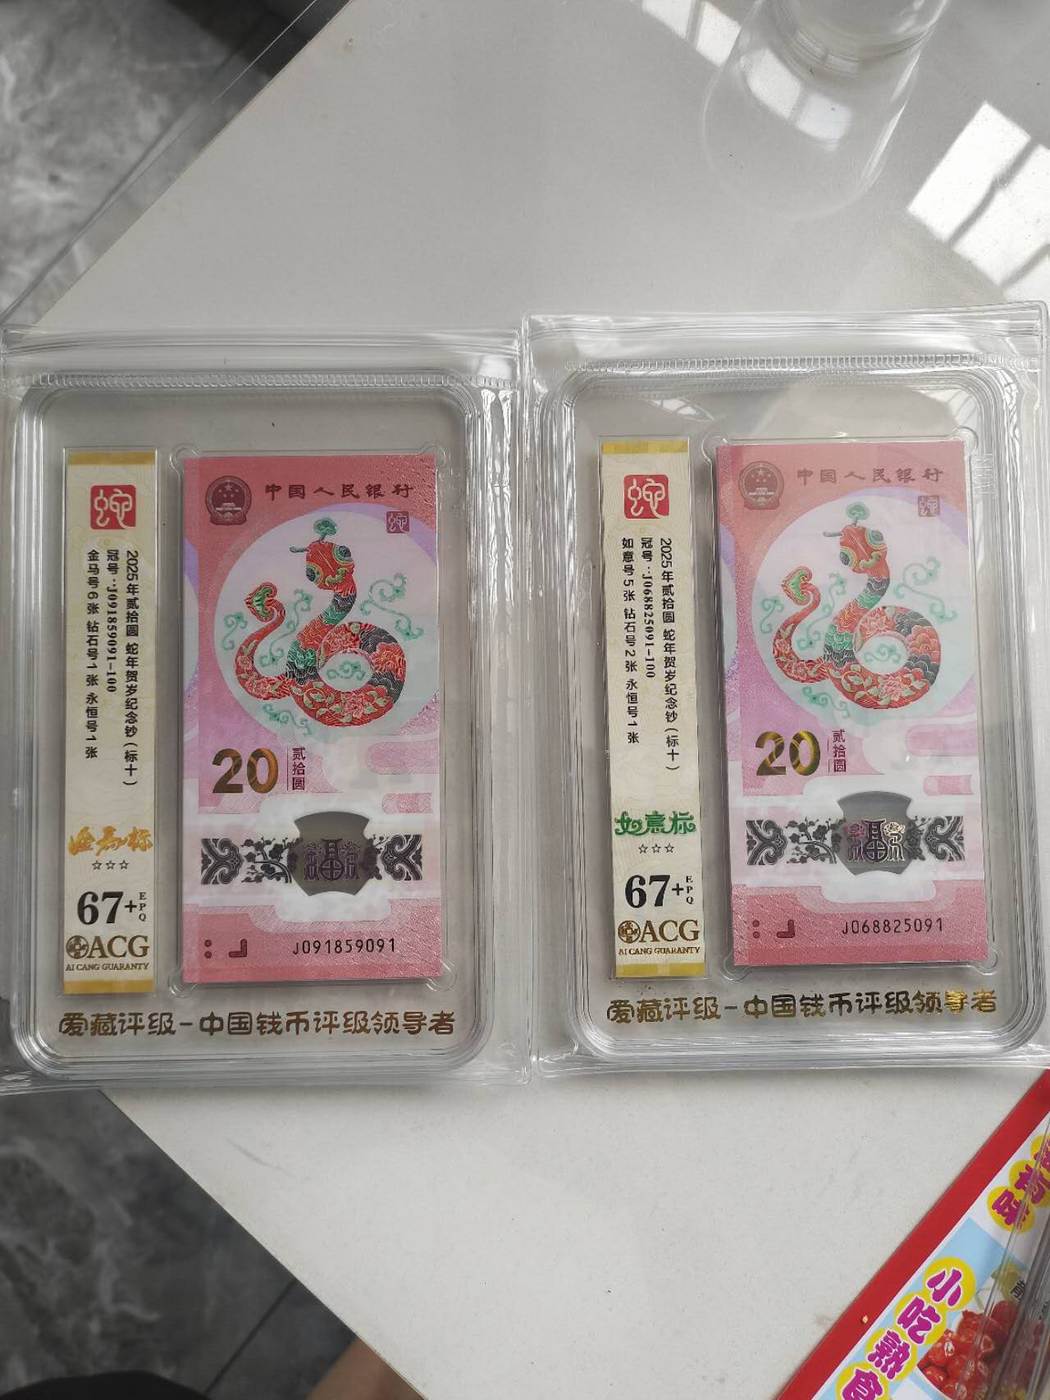 蛇
2025年贰拾圆 蛇年贺岁纪念钞(标十)
冠号:J091859091-100
金马号6张 钻石号1张 永恒号1张
金马标
☆☆☆
67+ EPQ
ACG
AI CANG GUARANTY
中国人民银行
蛇
20 贰拾圆
J091859091
爱藏评级-中国钱币评级领导者
蛇
2025年贰拾圆 蛇年贺岁纪念钞(标十)
冠号:J068825091-100
如意号5张 钻石号2张 永恒号1张
如意标
☆☆☆
67+ EPQ
ACG
AI CANG GUARANTY
中国人民银行
蛇
20 贰拾圆
J068825091
爱藏评级-中国钱币评级领导者
小吃熟食